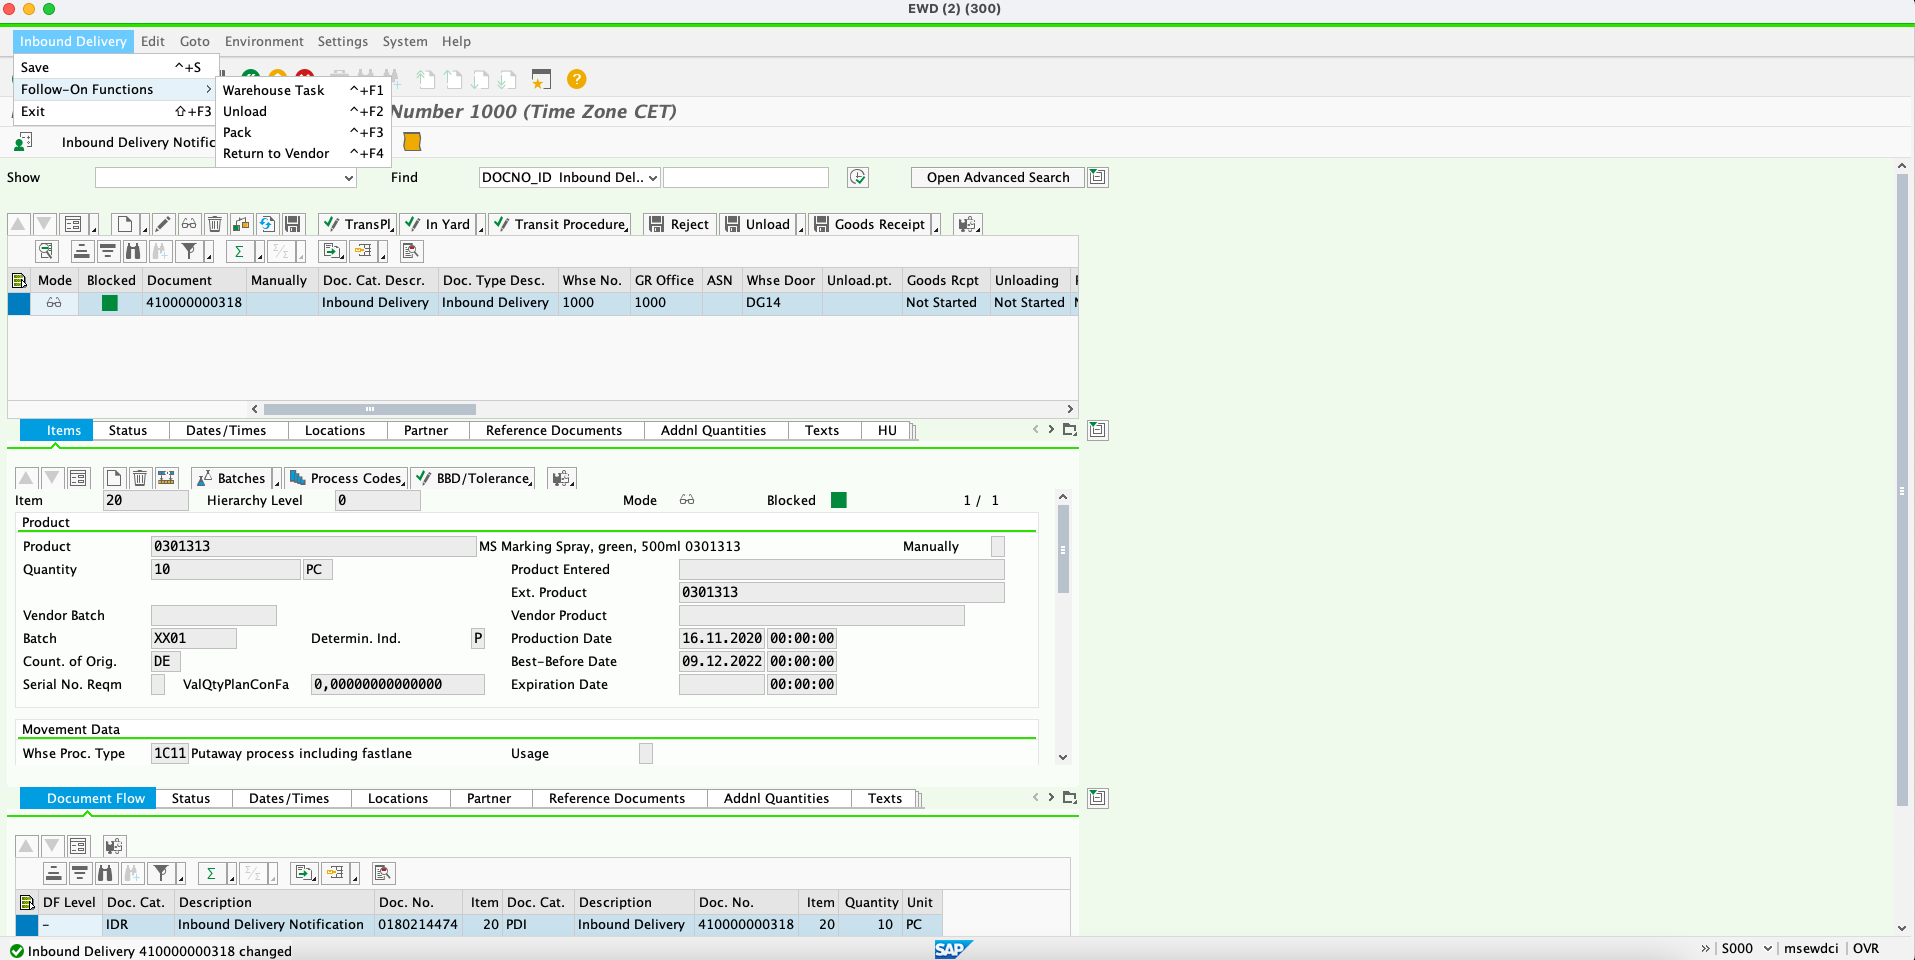 EWD (2) (300)
Inbound Delivery Edit Goto Environment Settings System Help
Save ^+S
Follow-On Functions >
Exit ⇧+F3
Warehouse Task ^+F1
Unload ^+F2
Pack ^+F3
Return to Vendor ^+F4
Number 1000 (Time Zone CET)
Inbound Delivery Notific
Show Find DOCNO_ID Inbound Del.. Open Advanced Search
TransPl. In Yard Transit Procedure Reject Unload Goods Receipt
Mode Blocked Document Manually Doc. Cat. Descr. Doc. Type Desc. Whse No. GR Office ASN Whse Door Unload.pt. Goods Rcpt Unloading
410000000318 Inbound Delivery Inbound Delivery 1000 1000 DG14 Not Started Not Started
Items Status Dates/Times Locations Partner Reference Documents Addnl Quantities Texts HU
Batches Process Codes BBD/Tolerance
Item 20 Hierarchy Level 0 Mode Blocked 1 / 1
Product
Product 0301313 MS Marking Spray, green, 500ml 0301313 Manually
Quantity 10 PC Product Entered
Ext. Product 0301313
Vendor Batch Vendor Product
Batch XX01 Determin. Ind. P Production Date 16.11.2020 00:00:00
Count. of Orig. DE Best-Before Date 09.12.2022 00:00:00
Serial No. Reqm ValQtyPlanConFa 0,00000000000000 Expiration Date 00:00:00
Movement Data
Whse Proc. Type 1C11 Putaway process including fastlane Usage
Document Flow Status Dates/Times Locations Partner Reference Documents Addnl Quantities Texts
DF Level Doc. Cat. Description Doc. No. Item Doc. Cat. Description Doc. No. Item Quantity Unit
– IDR Inbound Delivery Notification 0180214474 20 PDI Inbound Delivery 410000000318 20 10 PC
Inbound Delivery 410000000318 changed SAP » S000 msewdci OVR